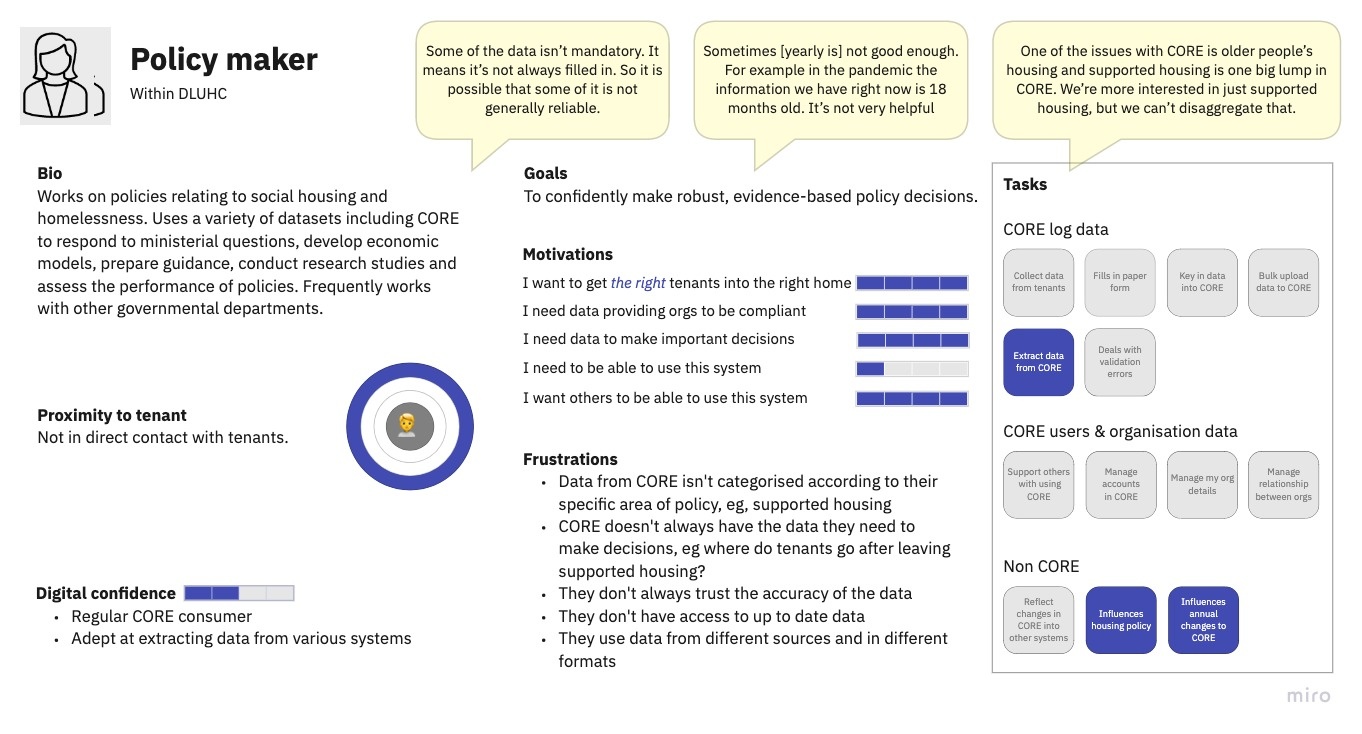 Policy maker
Within DLUHC
Some of the data isn’t mandatory. It
means it’s not always filled in. So it is
possible that some of it is not
generally reliable.
Sometimes [yearly is] not good enough.
For example in the pandemic the
information we have right now is 18
months old. It’s not very helpful
One of the issues with CORE is older people’s
housing and supported housing is one big lump in
CORE. We’re more interested in just supported
housing, but we can’t disaggregate that.
Bio
Works on policies relating to social housing and
homelessness. Uses a variety of datasets including CORE
to respond to ministerial questions, develop economic
models, prepare guidance, conduct research studies and
assess the performance of policies. Frequently works
with other governmental departments.
Proximity to tenant
Not in direct contact with tenants.
Digital confidence
• Regular CORE consumer
• Adept at extracting data from various systems
Goals
To confidently make robust, evidence-based policy decisions.
Motivations
I want to get the right tenants into the right home
I need data providing orgs to be compliant
I need data to make important decisions
I need to be able to use this system
I want others to be able to use this system
Frustrations
• Data from CORE isn't categorised according to their
specific area of policy, eg, supported housing
• CORE doesn't always have the data they need to
make decisions, eg where do tenants go after leaving
supported housing?
• They don't always trust the accuracy of the data
• They don't have access to up to date data
• They use data from different sources and in different
formats
Tasks
CORE log data
Collect data
from tenants
Fills in paper
form
Key in data
into CORE
Bulk upload
data to CORE
Extract data
from CORE
Deals with
validation
errors
CORE users & organisation data
Support others
with using
CORE
Manage
accounts
in CORE
Manage my org
details
Manage
relationship
between orgs
Non CORE
Reflect
changes in
CORE into
other systems
Influences
housing policy
Influences
annual
changes to
CORE
miro